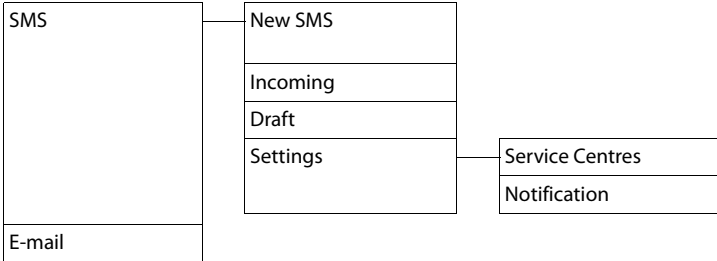 SMS
New SMS
Incoming
Draft
Settings
Service Centres
Notification
E-mail